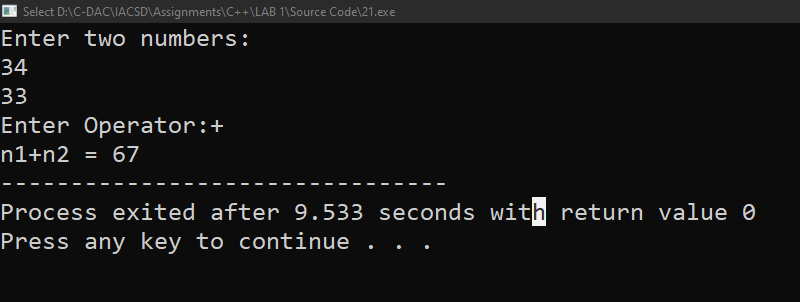 Select D:\C-DAC\IACSD\Assignments\C++\LAB 1\Source Code\21.exe
Enter two numbers:
34
33
Enter Operator:+
n1+n2 = 67
--------------------------------
Process exited after 9.533 seconds with return value 0
Press any key to continue . . .